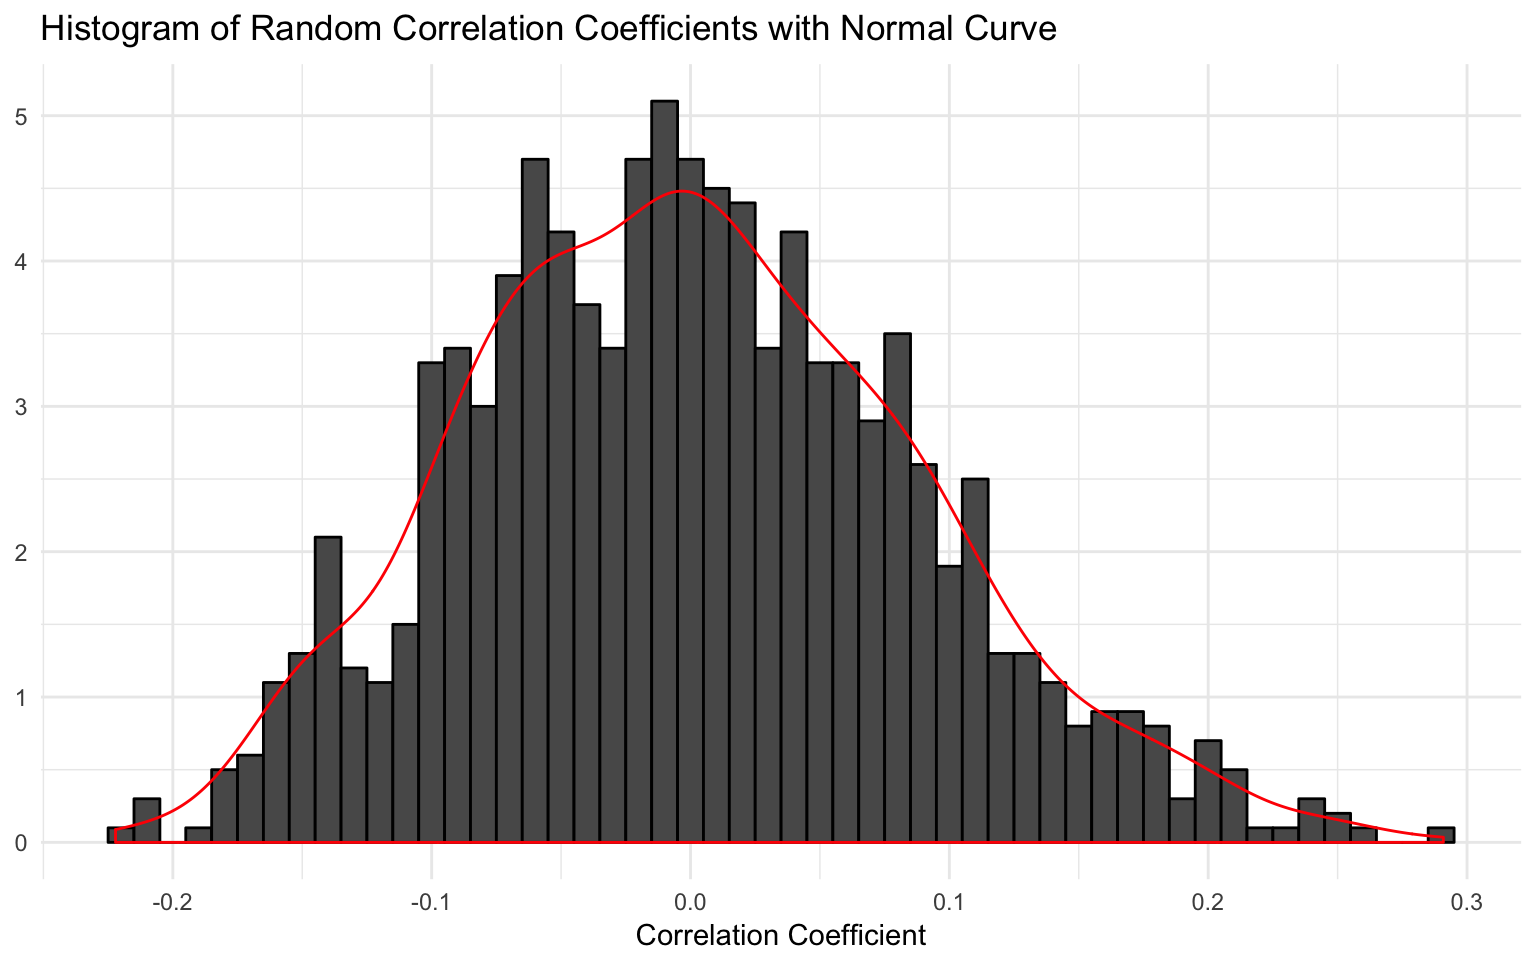 Histogram of Random Correlation Coefficients with Normal Curve
5
4
3
2
1
0
-0.2 -0.1 0.0 0.1 0.2 0.3
Correlation Coefficient